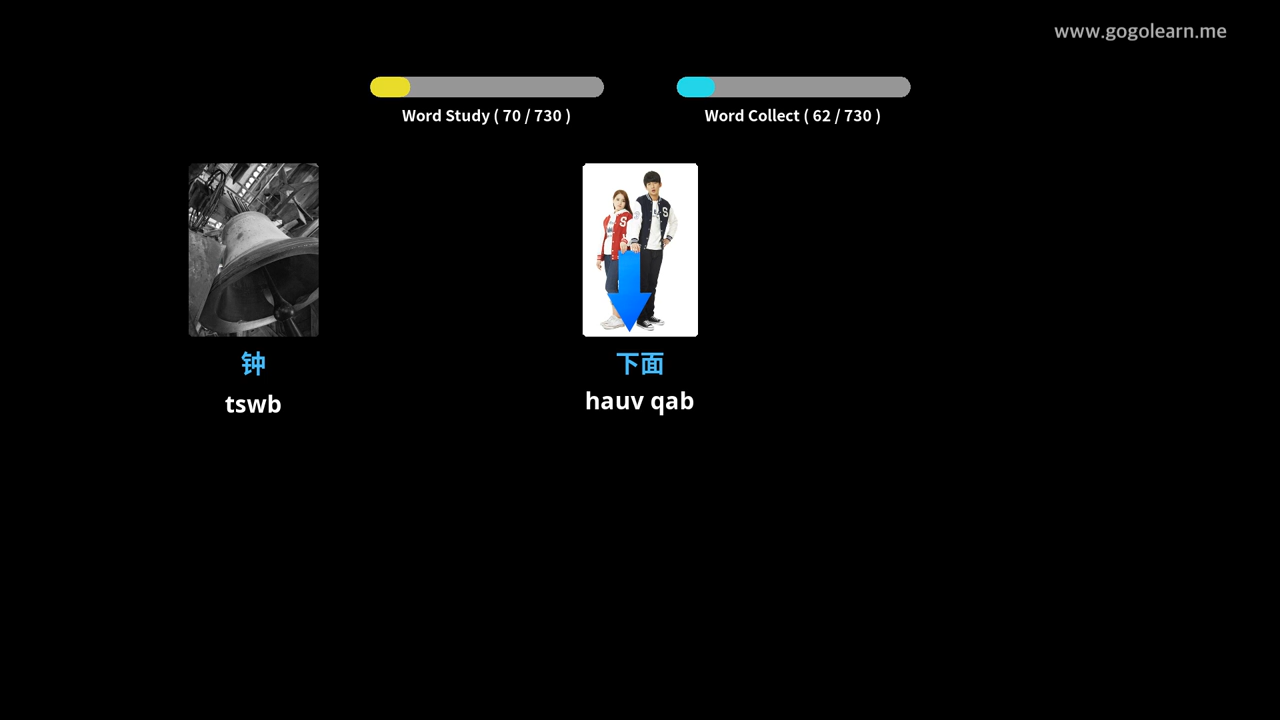 www.gogolearn.me
Word Study ( 70 / 730 )
Word Collect ( 62 / 730 )
S
S
钟
下面
tswb
hauv qab